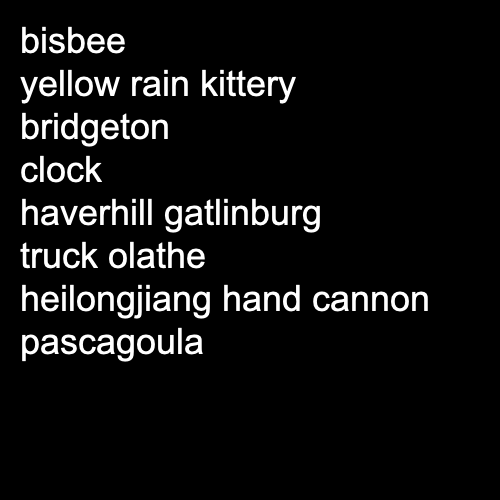 bisbee
yellow rain kittery
bridgeton
clock
haverhill gatlinburg
truck olathe
heilongjiang hand cannon
pascagoula